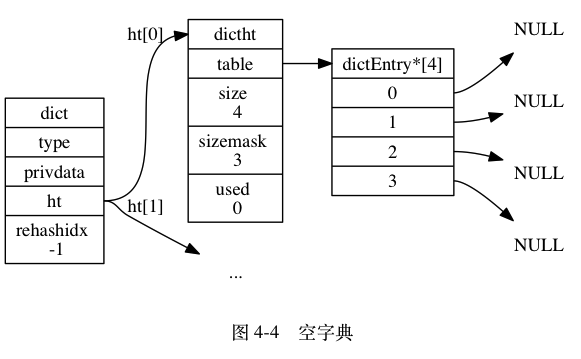 dict
type
privdata
ht
rehashidx
-1
ht[0]
ht[1]
dictht
table
size
4
sizemask
3
used
0
...
dictEntry*[4]
0
1
2
3
NULL
NULL
NULL
NULL
图 4-4 空字典